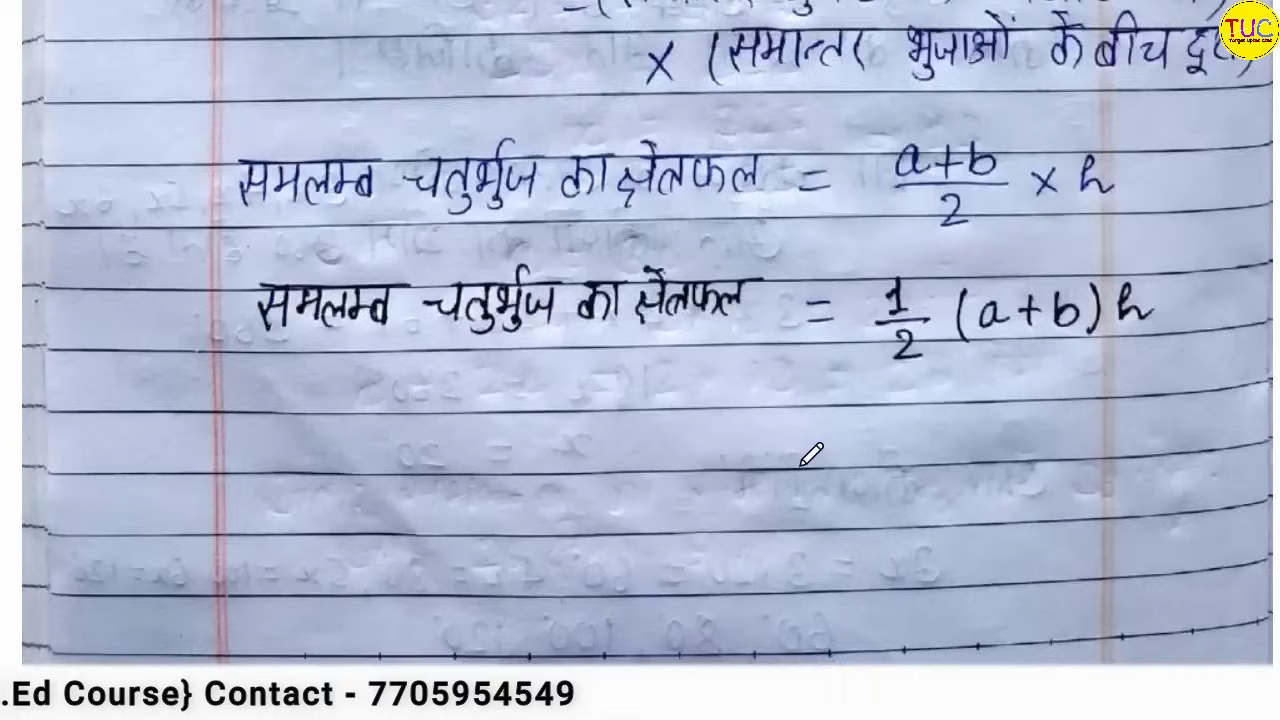 TUC
× (समान्तर भुजाओं के बीच
समलम्ब चतुर्भुज का क्षेत्रफल = a+b/2 × h
समलम्ब चतुर्भुज का क्षेत्रफल = 1/2 (a+b) h
.Ed Course} Contact - 7705954549